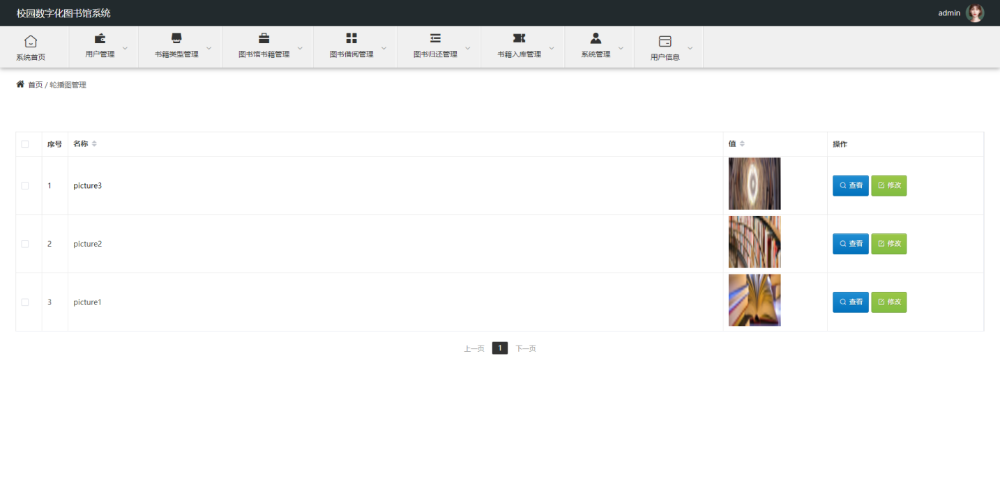 校园数字化图书馆系统 admin
系统首页 用户管理 书籍类型管理 图书馆书籍管理 图书借阅管理 图书归还管理 书籍入库管理 系统管理 用户信息
首页 / 轮播图管理
序号 名称 值 操作
1 picture3 查看 修改
2 picture2 查看 修改
3 picture1 查看 修改
上一页 1 下一页